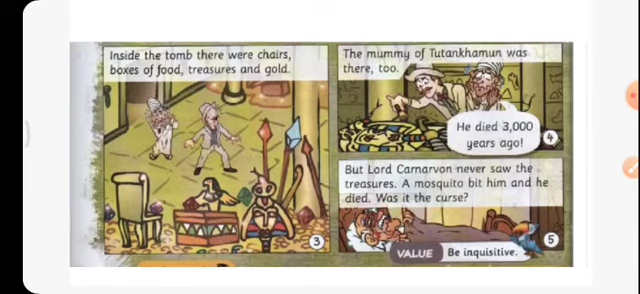 Inside the tomb there were chairs,
boxes of food, treasures and gold.
3
The mummy of Tutankhamun was
there, too.
He died 3,000
years ago!
4
But Lord Carnarvon never saw the
treasures. A mosquito bit him and he
died. Was it the curse?
5
VALUE Be inquisitive.